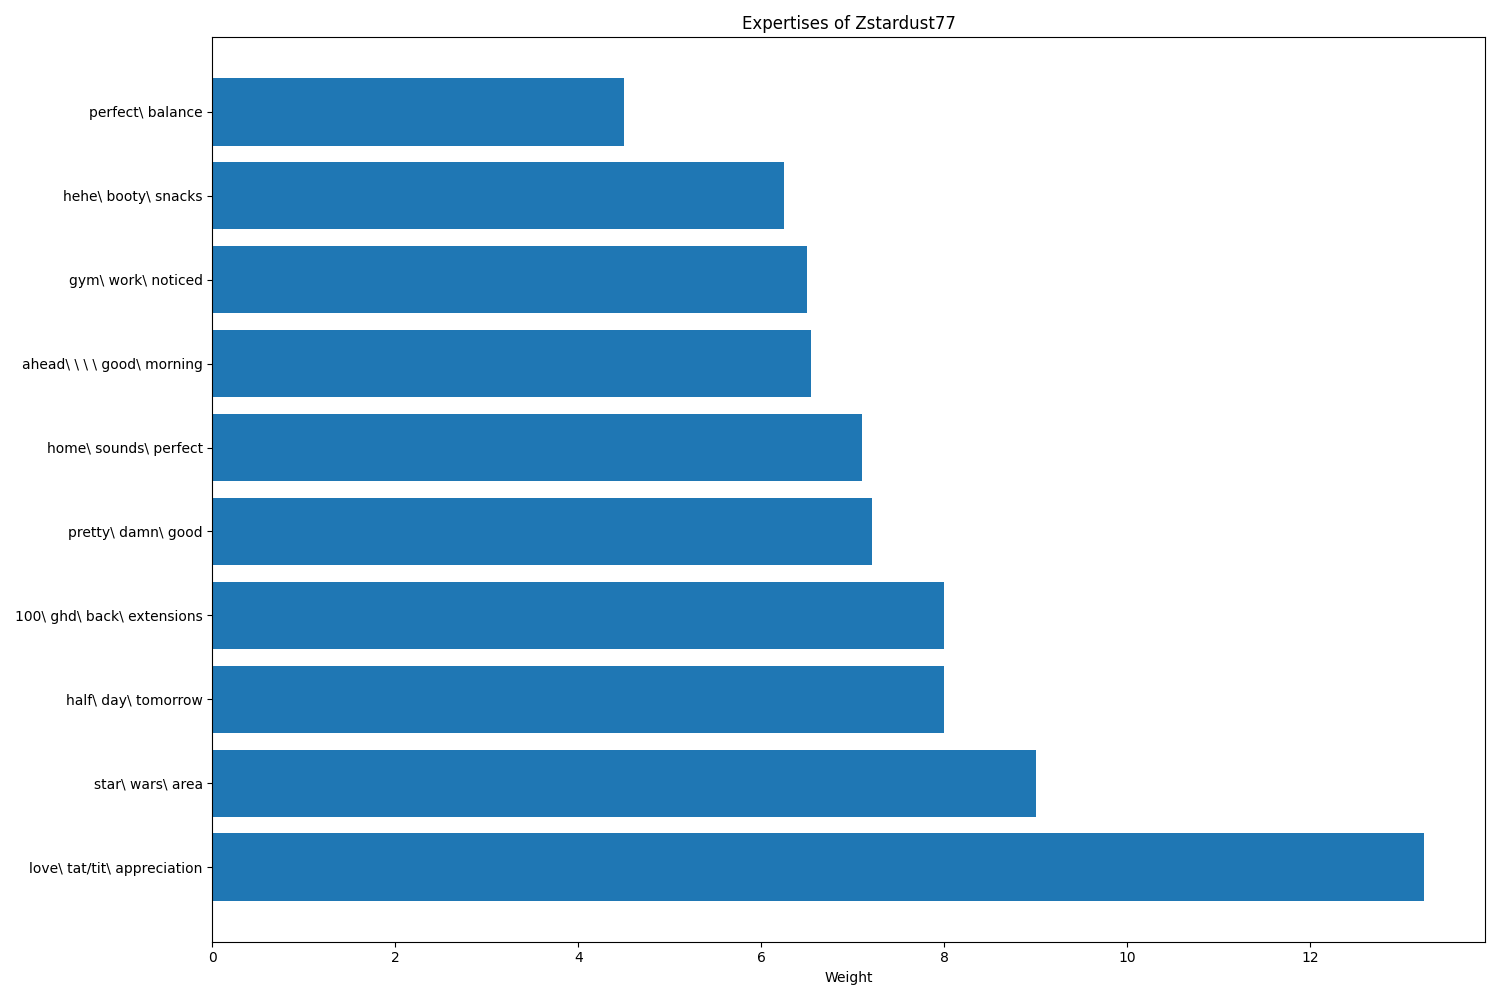 Expertises of Zstardust77
perfect\ balance
hehe\ booty\ snacks
gym\ work\ noticed
ahead\ \ \ \ good\ morning
home\ sounds\ perfect
pretty\ damn\ good
100\ ghd\ back\ extensions
half\ day\ tomorrow
star\ wars\ area
love\ tat/tit\ appreciation
0 2 4 6 8 10 12
Weight